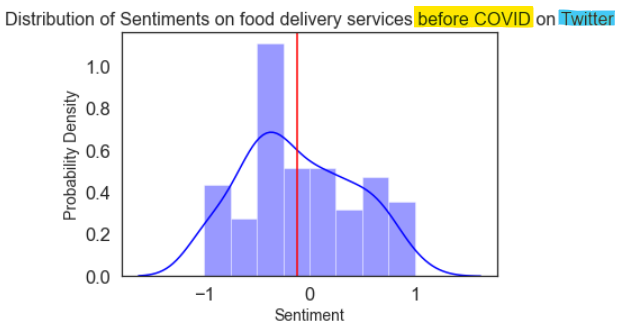 Distribution of Sentiments on food delivery services before COVID on Twitter
1.0
0.8
0.6
0.4
0.2
0.0
Probability Density
−1 0 1
Sentiment